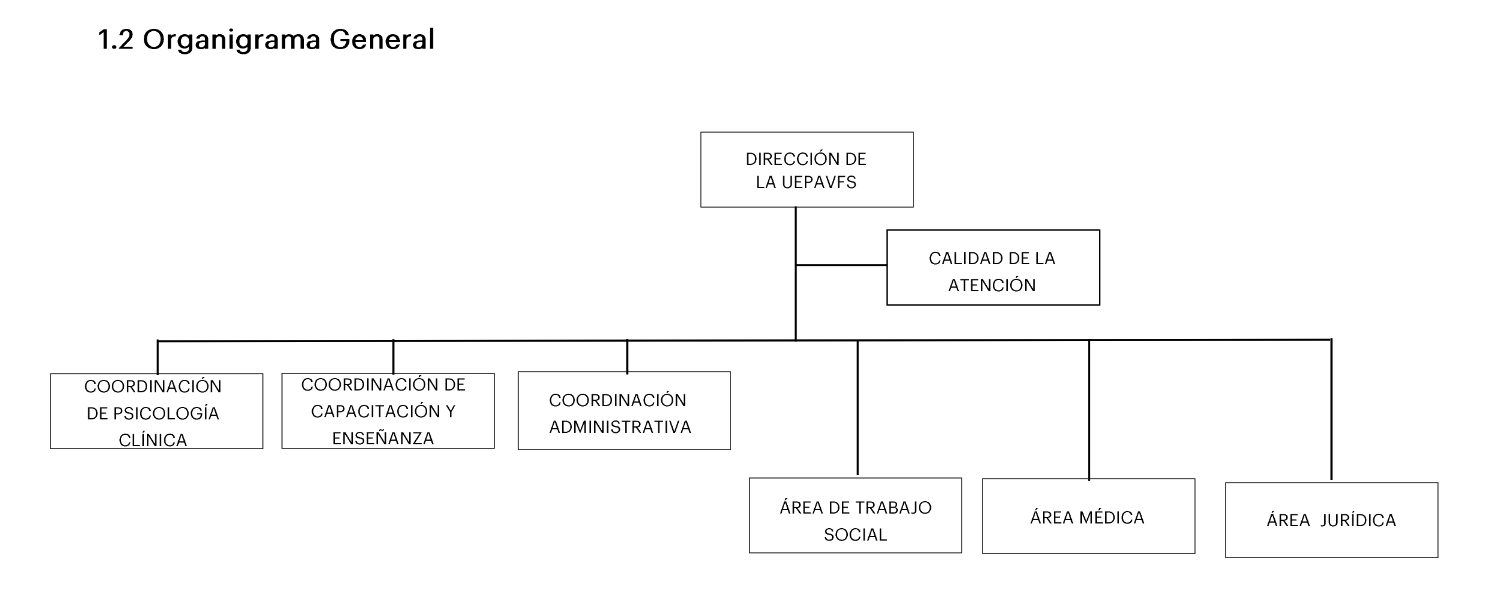 1.2 Organigrama General
DIRECCIÓN DE
LA UEPAVFS
CALIDAD DE LA
ATENCIÓN
COORDINACIÓN
DE PSICOLOGÍA
CLÍNICA
COORDINACIÓN DE
CAPACITACIÓN Y
ENSEÑANZA
COORDINACIÓN
ADMINISTRATIVA
ÁREA DE TRABAJO
SOCIAL
ÁREA MÉDICA
ÁREA JURÍDICA